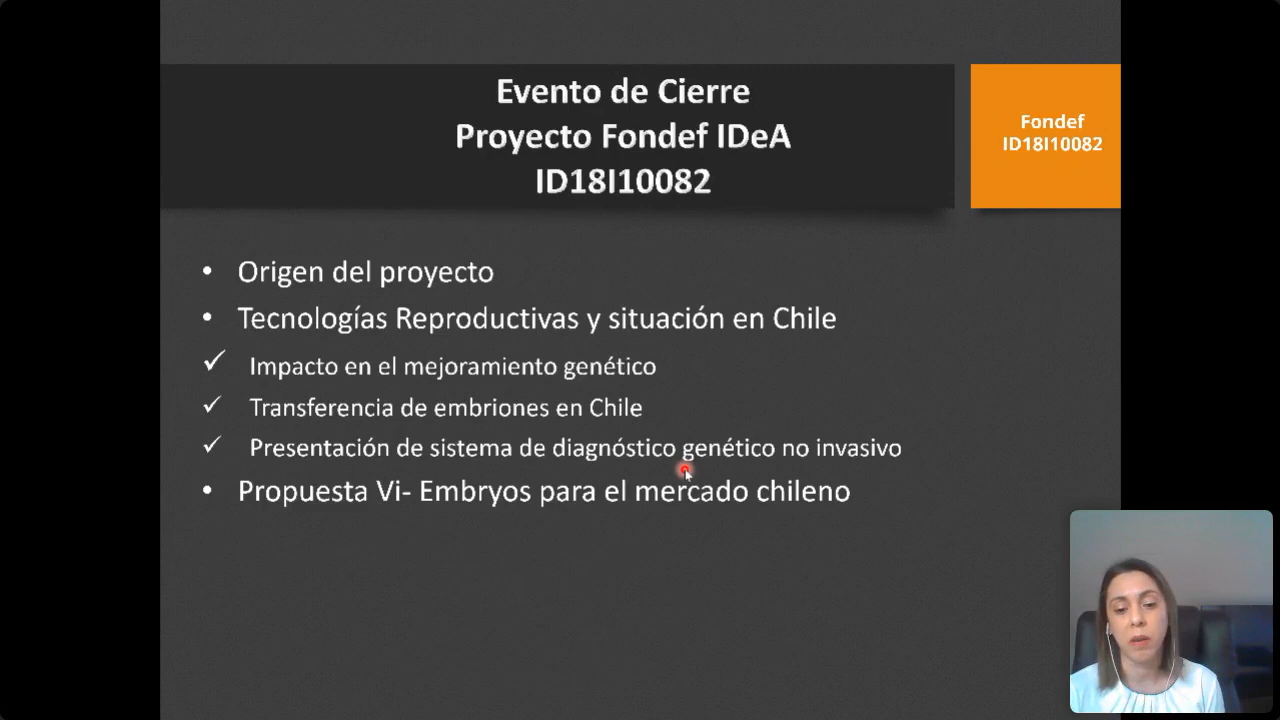 Evento de Cierre
Proyecto Fondef IDeA
ID18I10082
Fondef
ID18I10082
• Origen del proyecto
• Tecnologías Reproductivas y situación en Chile
✓ Impacto en el mejoramiento genético
✓ Transferencia de embriones en Chile
✓ Presentación de sistema de diagnóstico genético no invasivo
• Propuesta Vi- Embryos para el mercado chileno